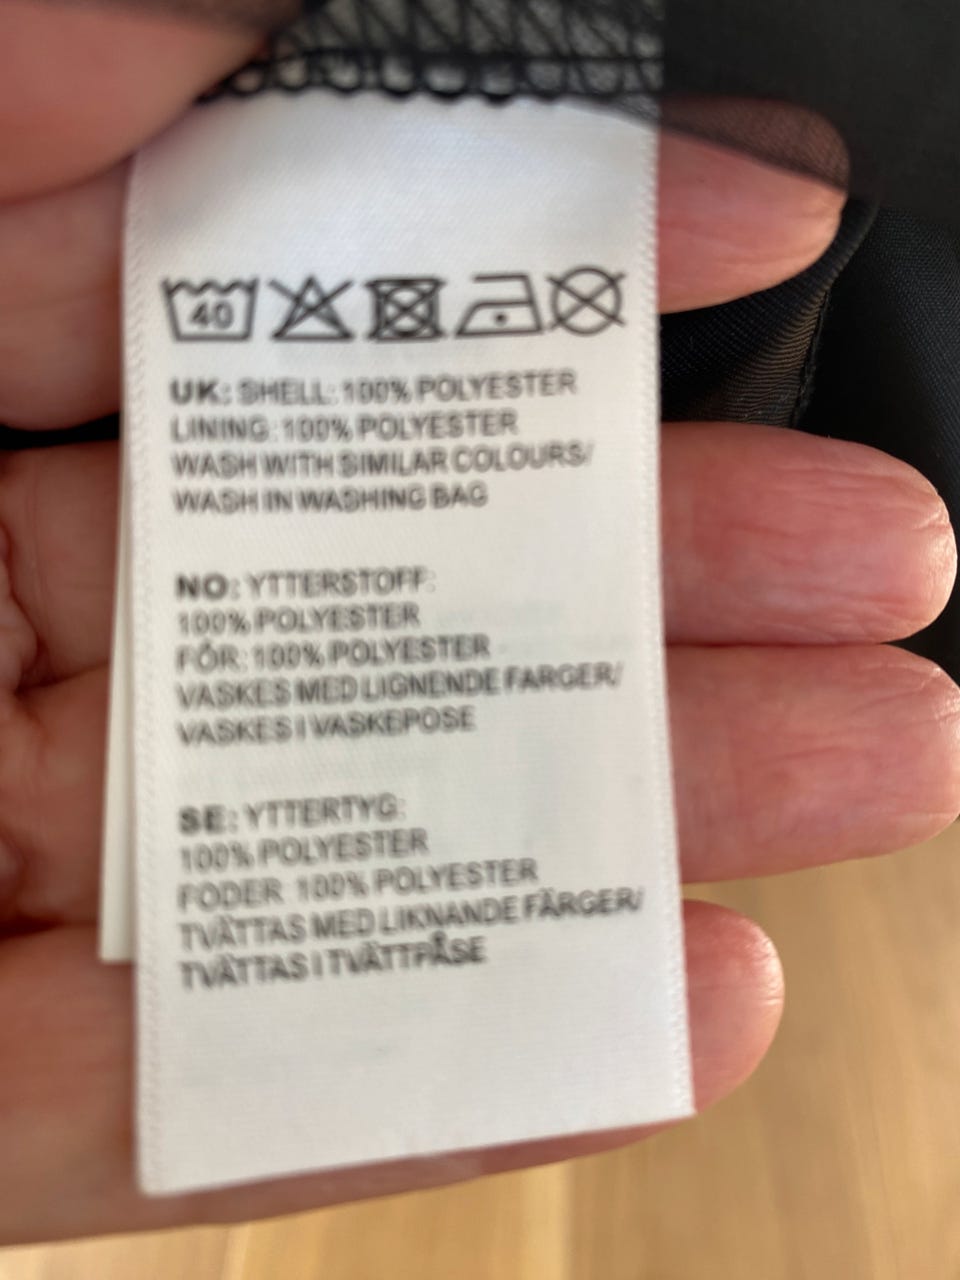 40
UK: SHELL: 100% POLYESTER
LINING: 100% POLYESTER
WASH WITH SIMILAR COLOURS/
WASH IN WASHING BAG
NO: YTTERSTOFF:
100% POLYESTER
FÓR: 100% POLYESTER
VASKES MED LIGNENDE FARGER/
VASKES I VASKEPOSE
SE: YTTERTYG:
100% POLYESTER
FODER 100% POLYESTER
TVÄTTAS MED LIKNANDE FÄRGER/
TVÄTTAS I TVÄTTPÅSE